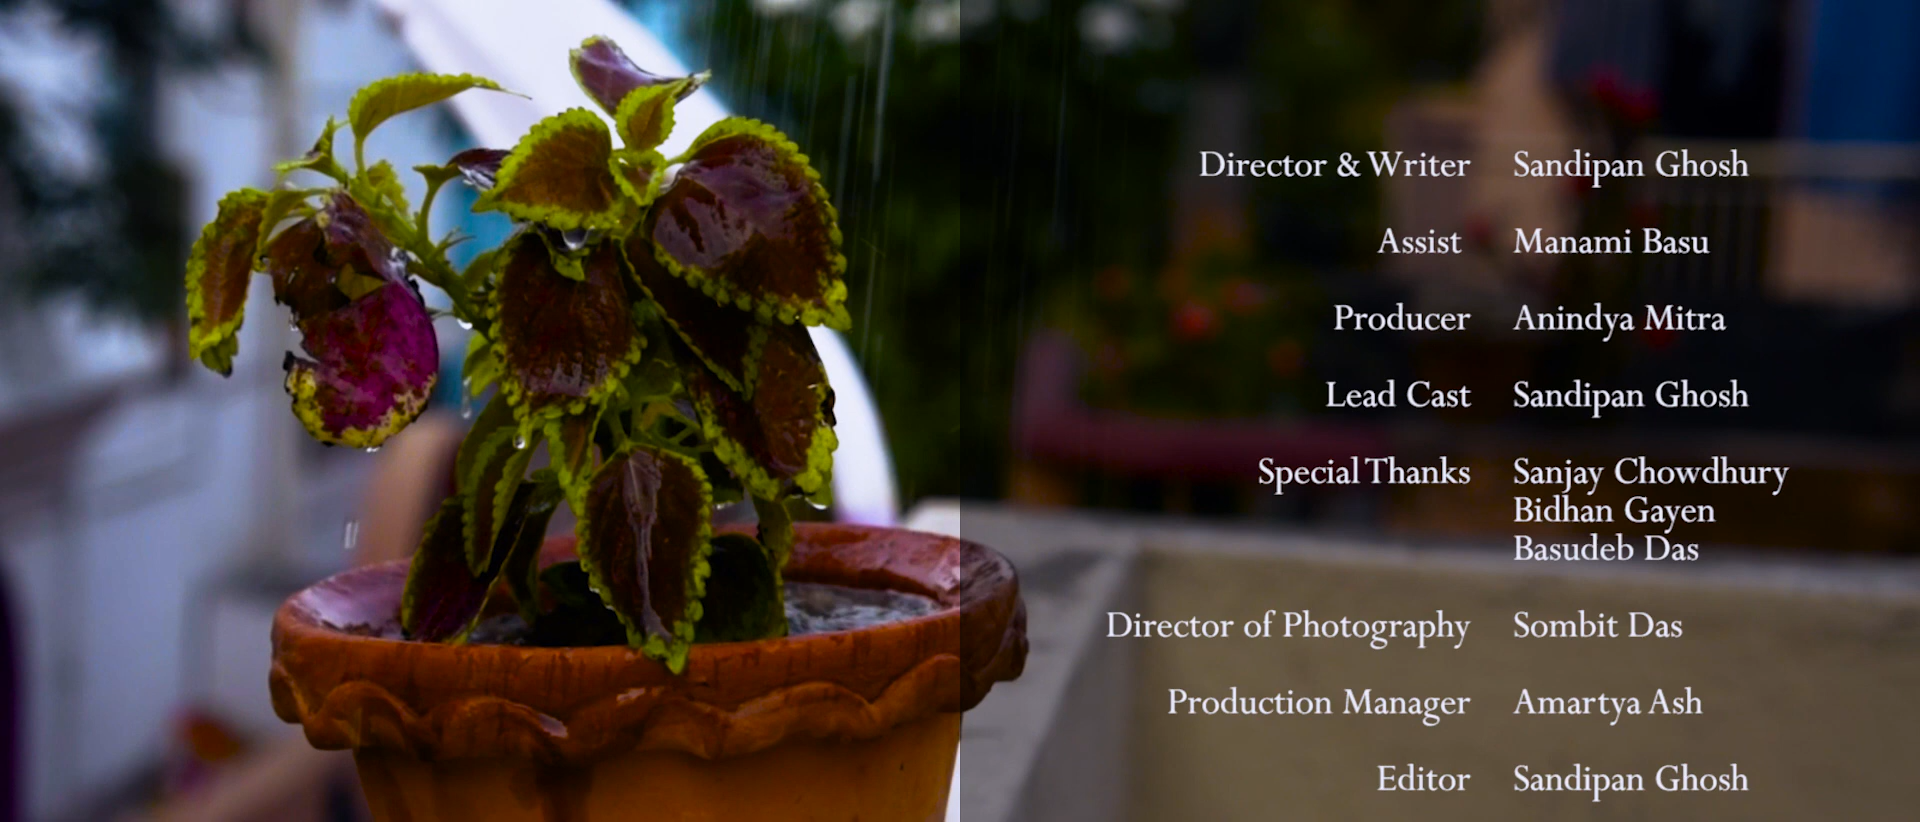 Director & Writer Sandipan Ghosh
Assist Manami Basu
Producer Anindya Mitra
Lead Cast Sandipan Ghosh
Special Thanks Sanjay Chowdhury
Bidhan Gayen
Basudeb Das
Director of Photography Sombit Das
Production Manager Amartya Ash
Editor Sandipan Ghosh